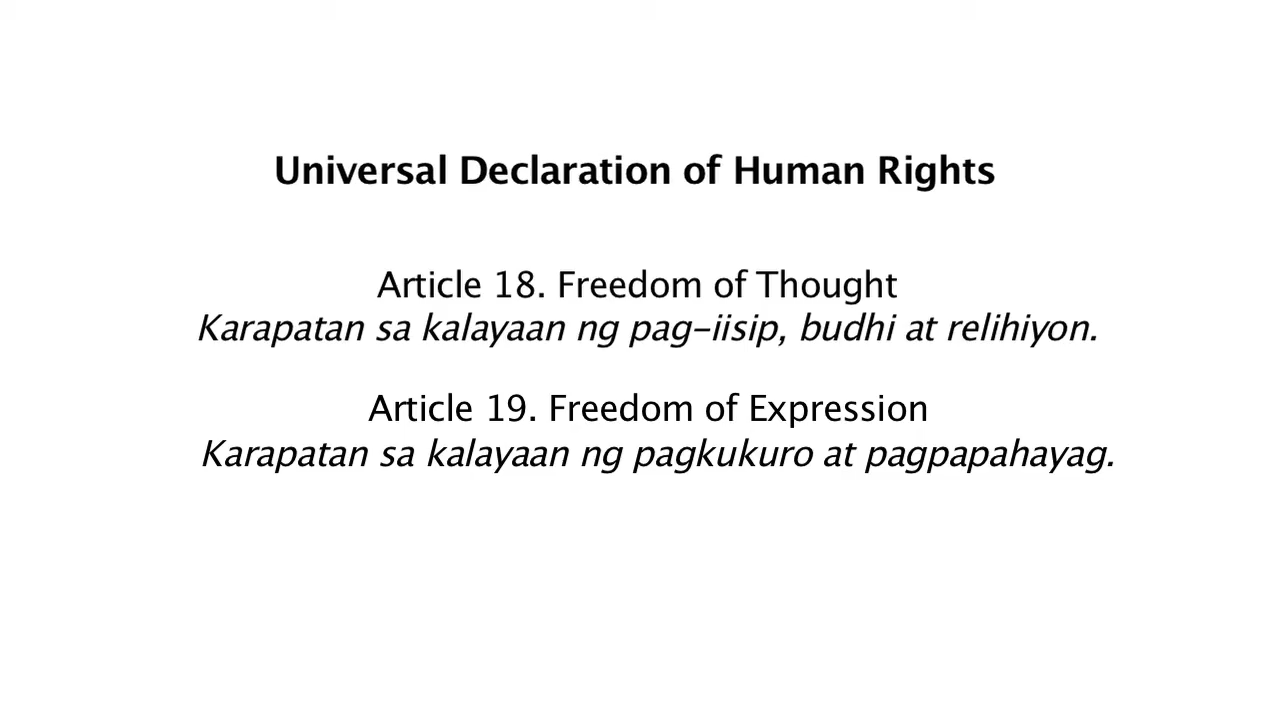 Universal Declaration of Human Rights
Article 18. Freedom of Thought
Karapatan sa kalayaan ng pag-iisip, budhi at relihiyon.
Article 19. Freedom of Expression
Karapatan sa kalayaan ng pagkukuro at pagpapahayag.